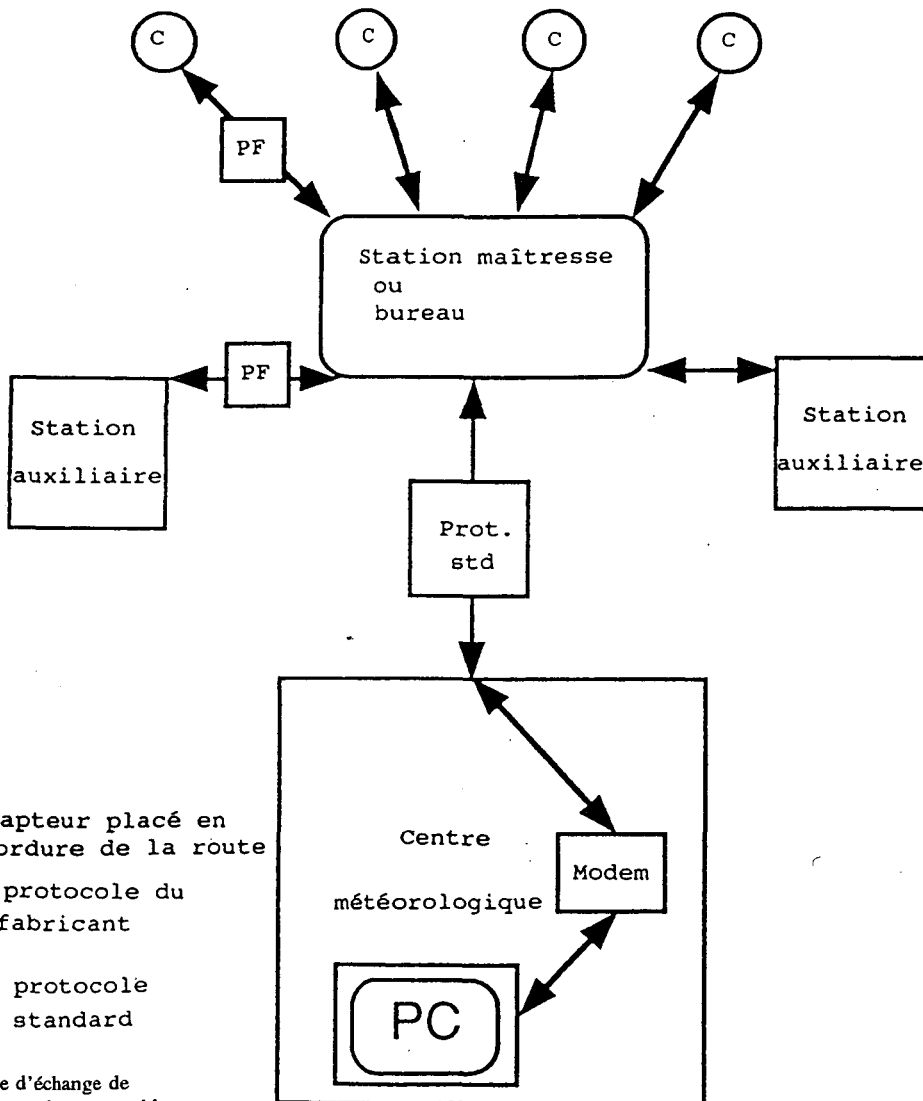 C
C
C
C
PF
Station maîtresse
ou
bureau
PF
Station
auxiliaire
Station
auxiliaire
Prot.
std
apteur placé en
ordure de la route
protocole du
fabricant
protocole
standard
Centre
météorologique
Modem
PC
e d'échange de